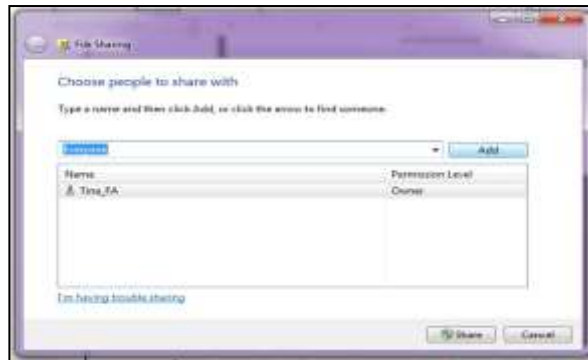 File Sharing
Choose people to share with
Type a name and then click Add, or click the arrow to find someone.
Everyone
Add
Name Permission Level
Tina_FA Owner
I'm having trouble sharing
Share Cancel